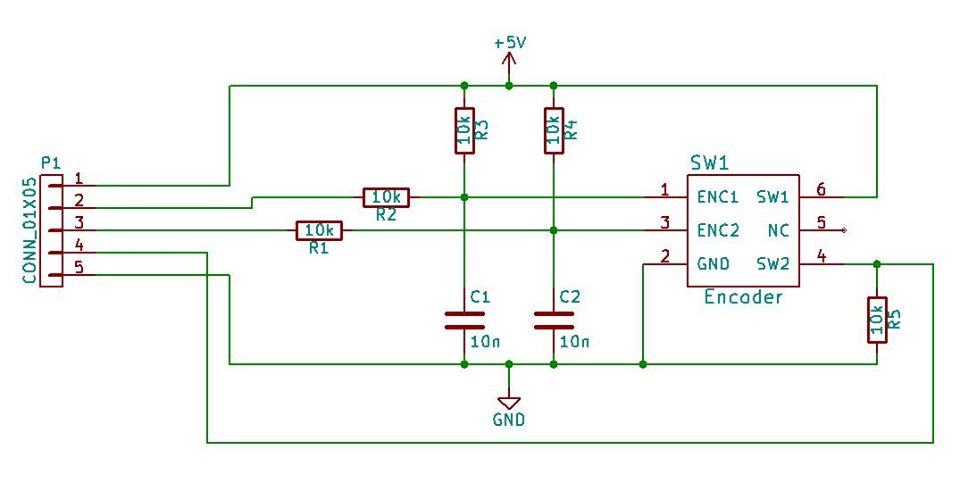 +5V
P1
CONN_01X05
1
2
3
4
5
10k
R3
10k
R4
10k
R2
10k
R1
SW1
1
ENC1
SW1
6
3
ENC2
NC
5
2
GND
SW2
4
Encoder
C1
10n
C2
10n
10k
R5
GND